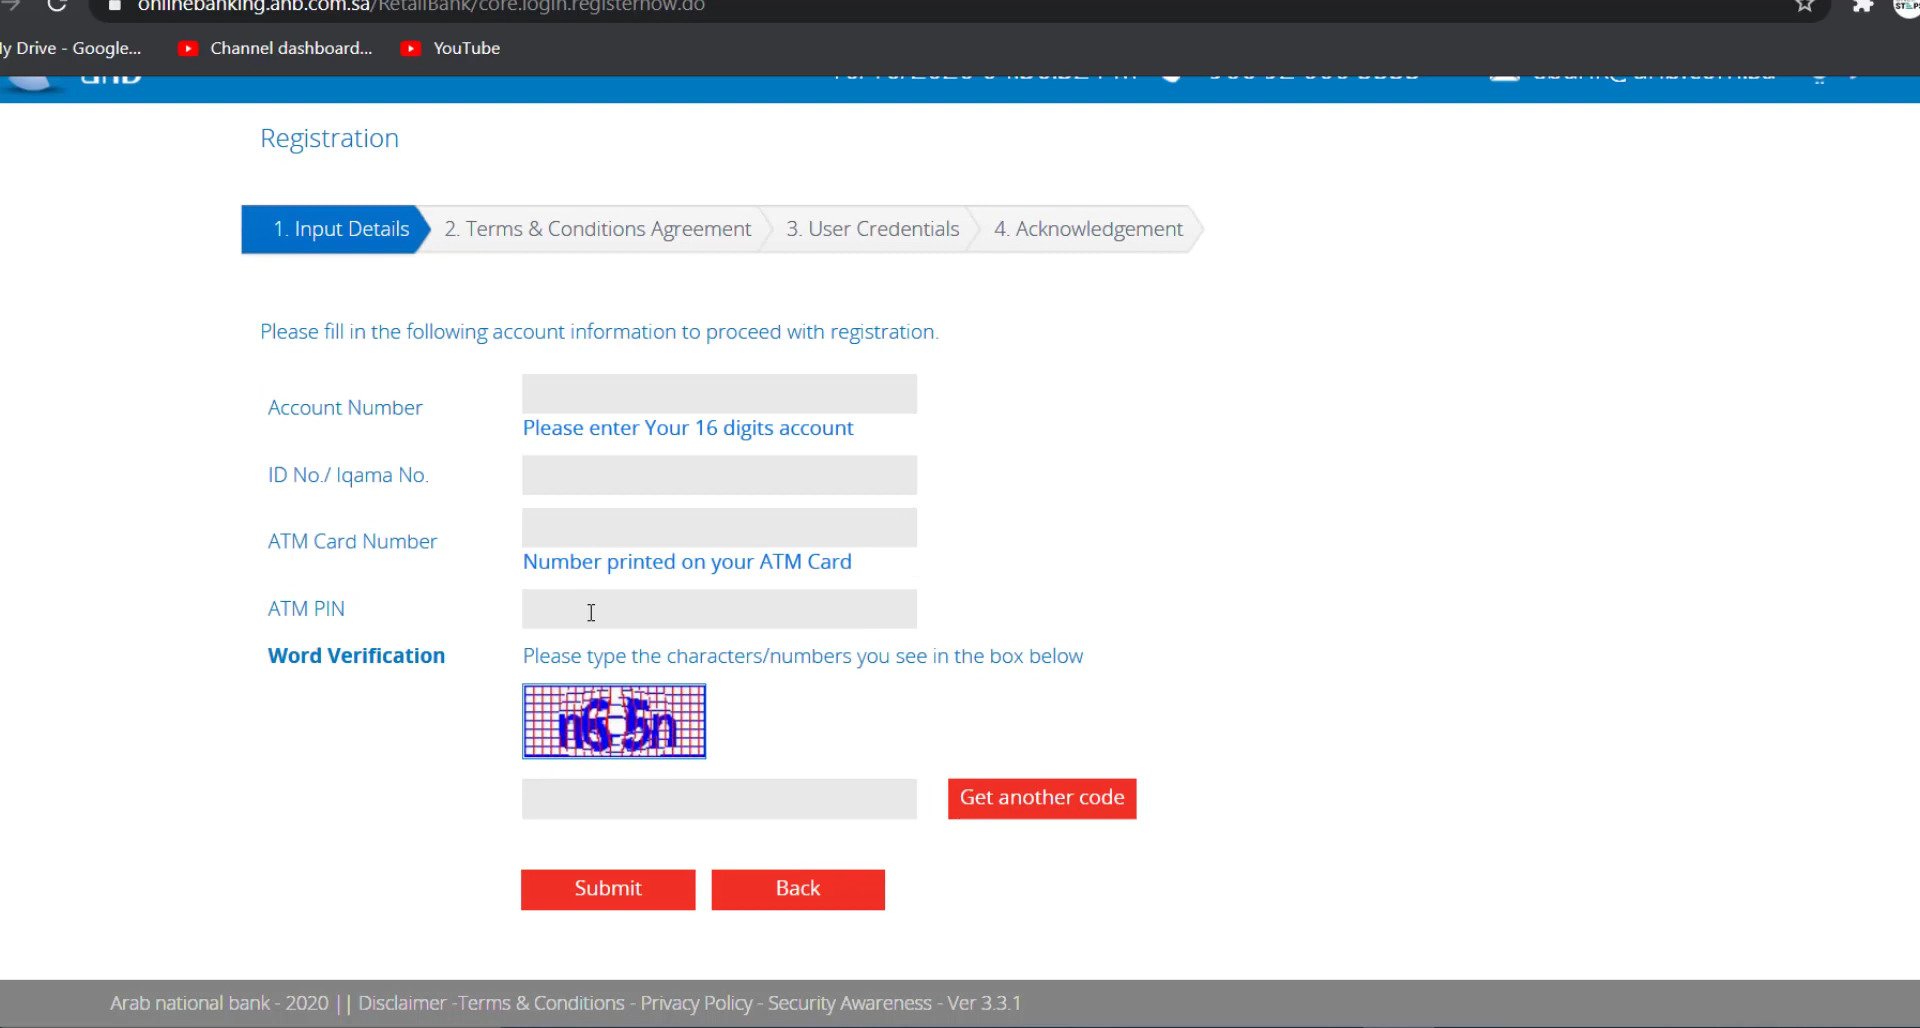 onlinebanking.anb.com.sa/RetailBank/core.login.registernow.do
STEPS
My Drive - Google...
Channel dashboard...
YouTube
anb
Registration
1. Input Details
2. Terms & Conditions Agreement
3. User Credentials
4. Acknowledgement
Please fill in the following account information to proceed with registration.
Account Number
Please enter Your 16 digits account
ID No./ Iqama No.
ATM Card Number
Number printed on your ATM Card
ATM PIN
Word Verification
Please type the characters/numbers you see in the box below
Get another code
Submit
Back
Arab national bank - 2020 || Disclaimer -Terms & Conditions - Privacy Policy - Security Awareness - Ver 3.3.1